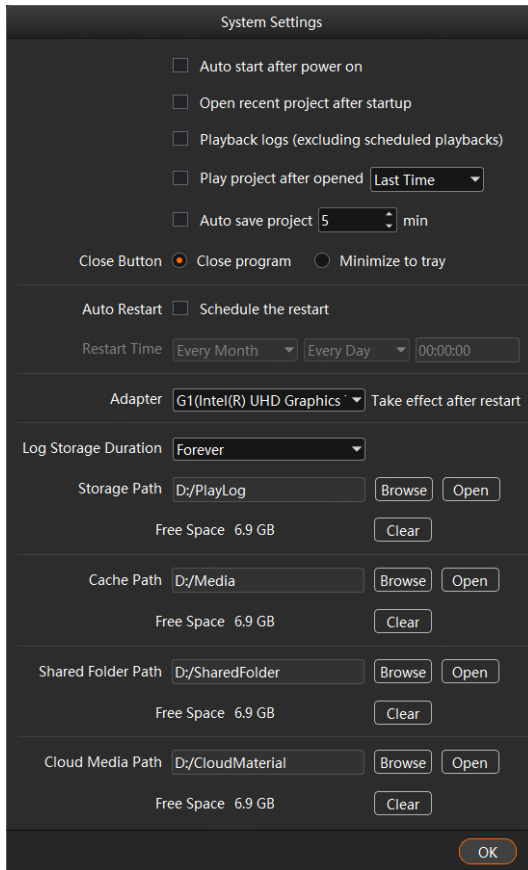 System Settings
Auto start after power on
Open recent project after startup
Playback logs (excluding scheduled playbacks)
Play project after opened Last Time
Auto save project 5 min
Close Button Close program Minimize to tray
Auto Restart Schedule the restart
Restart Time Every Month Every Day 00:00:00
Adapter G1(Intel(R) UHD Graphics Take effect after restart
Log Storage Duration Forever
Storage Path D:/PlayLog Browse Open
Free Space 6.9 GB Clear
Cache Path D:/Media Browse Open
Free Space 6.9 GB Clear
Shared Folder Path D:/SharedFolder Browse Open
Free Space 6.9 GB Clear
Cloud Media Path D:/CloudMaterial Browse Open
Free Space 6.9 GB Clear
OK